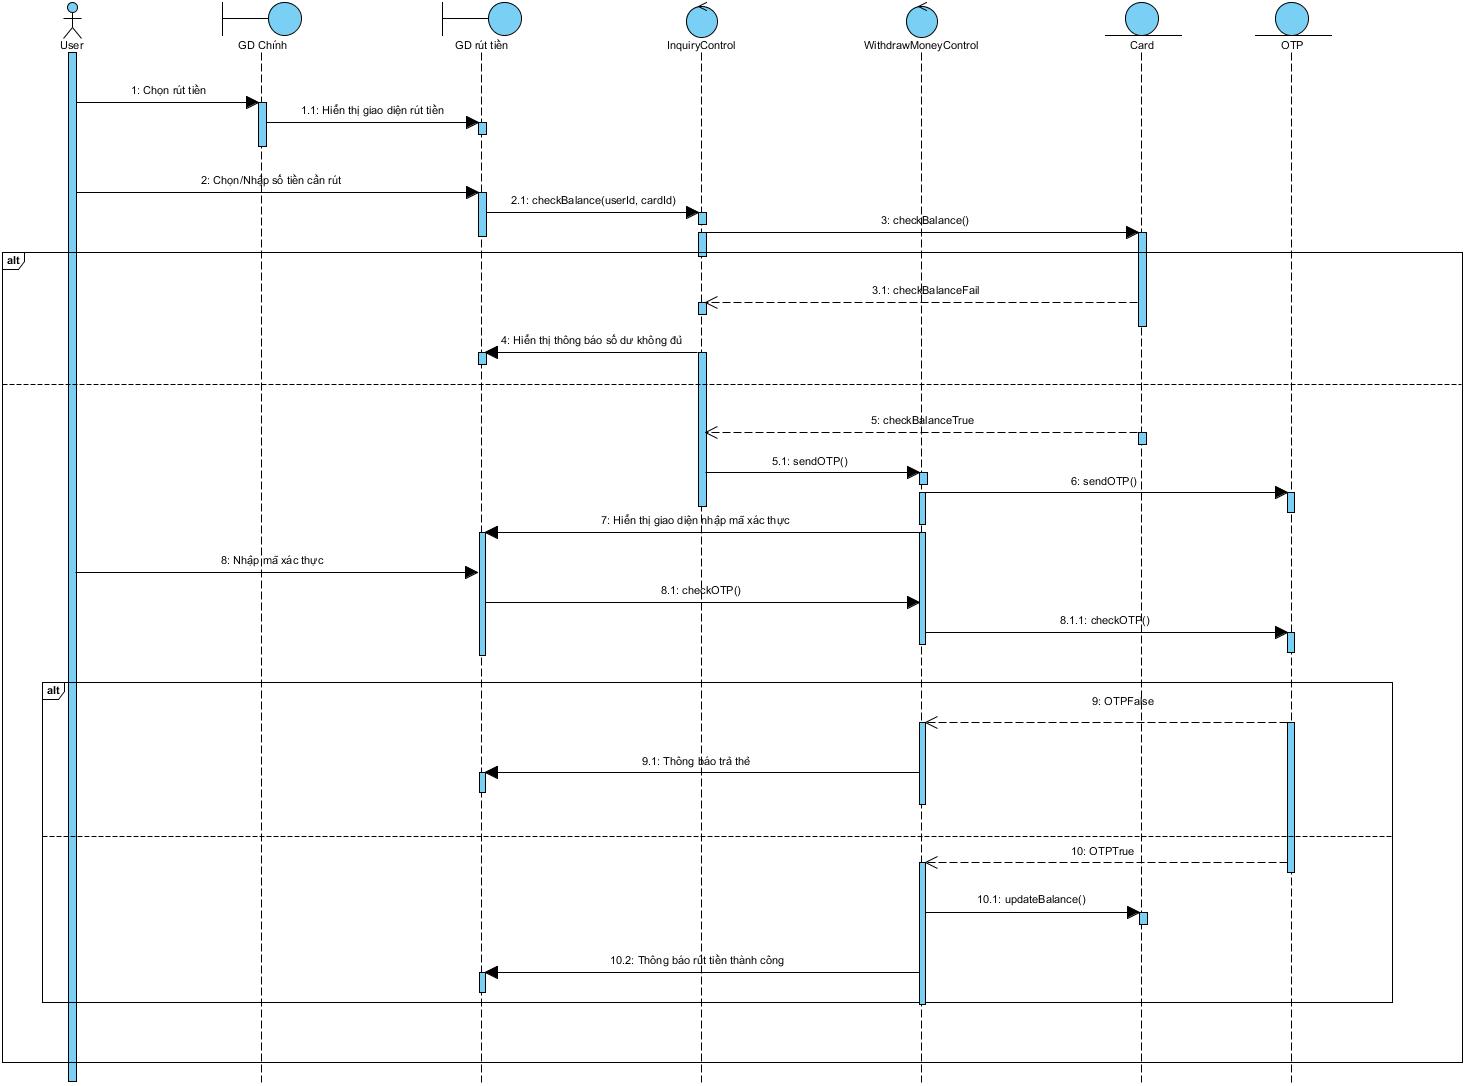 User
GD Chính
GD rút tiền
InquiryControl
WithdrawMoneyControl
Card
OTP
1: Chọn rút tiền
1.1: Hiển thị giao diện rút tiền
2: Chọn/Nhập số tiền cần rút
2.1: checkBalance(userId, cardId)
3: checkBalance()
alt
3.1: checkBalanceFail
4: Hiển thị thông báo số dư không đủ
5: checkBalanceTrue
5.1: sendOTP()
6: sendOTP()
7: Hiển thị giao diện nhập mã xác thực
8: Nhập mã xác thực
8.1: checkOTP()
8.1.1: checkOTP()
alt
9: OTPFalse
9.1: Thông báo trả thẻ
10: OTPTrue
10.1: updateBalance()
10.2: Thông báo rút tiền thành công